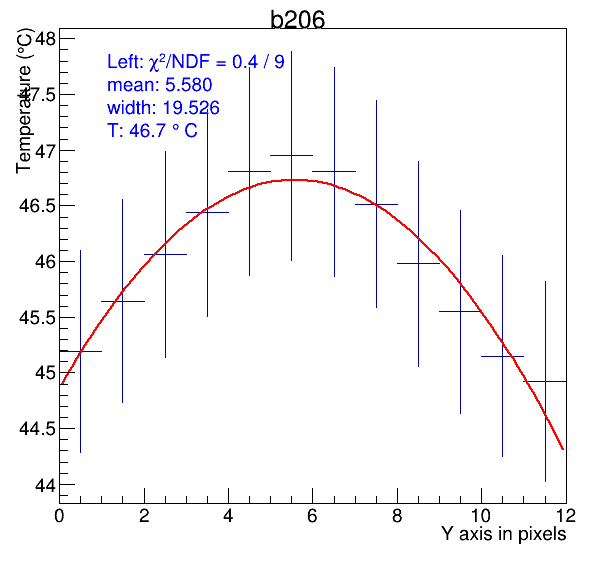 b206
Temperature (°C)
Left: χ²/NDF = 0.4 / 9
mean: 5.580
width: 19.526
T: 46.7 ° C
48
47.5
47
46.5
46
45.5
45
44.5
44
0 2 4 6 8 10 12
Y axis in pixels